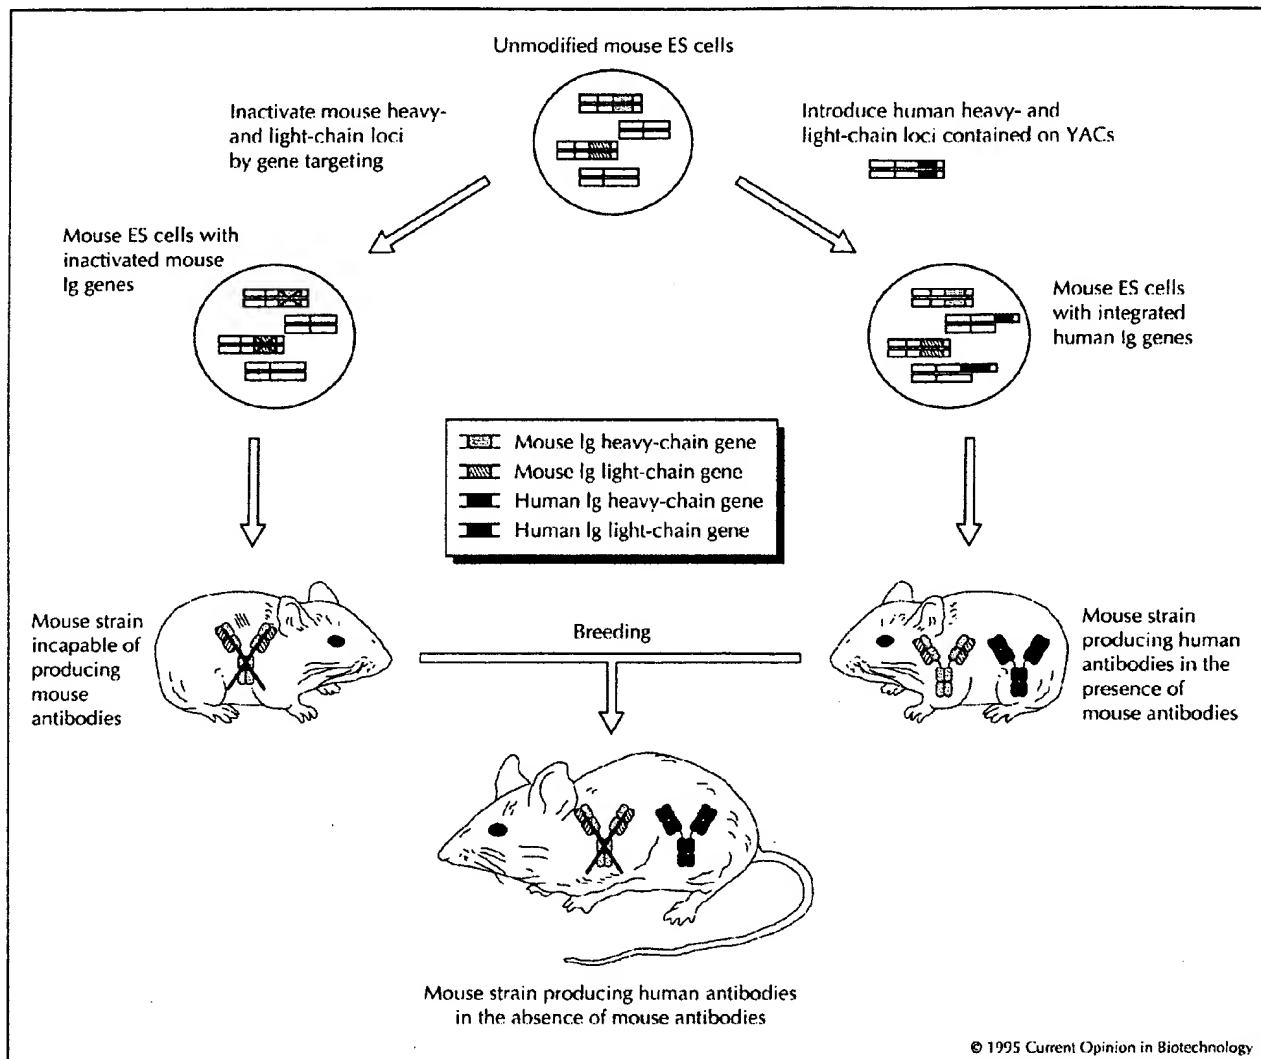 Unmodified mouse ES cells
Inactivate mouse heavy-
and light-chain loci
by gene targeting
Introduce human heavy- and
light-chain loci contained on YACs
Mouse ES cells with
inactivated mouse
Ig genes
Mouse ES cells
with integrated
human Ig genes
Mouse Ig heavy-chain gene
Mouse Ig light-chain gene
Human Ig heavy-chain gene
Human Ig light-chain gene
Mouse strain
incapable of
producing
mouse
antibodies
Breeding
Mouse strain
producing human
antibodies in the
presence of
mouse antibodies
Mouse strain producing human antibodies
in the absence of mouse antibodies
© 1995 Current Opinion in Biotechnology